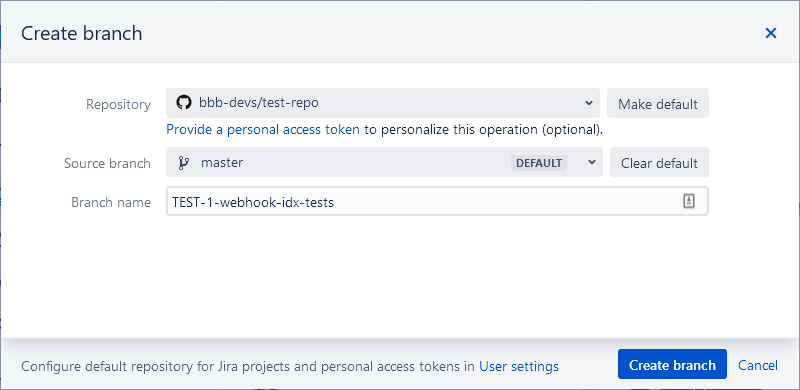 Create branch
Repository bbb-devs/test-repo Make default
Provide a personal access token to personalize this operation (optional).
Source branch master DEFAULT Clear default
Branch name TEST-1-webhook-idx-tests
Configure default repository for Jira projects and personal access tokens in User settings Create branch Cancel